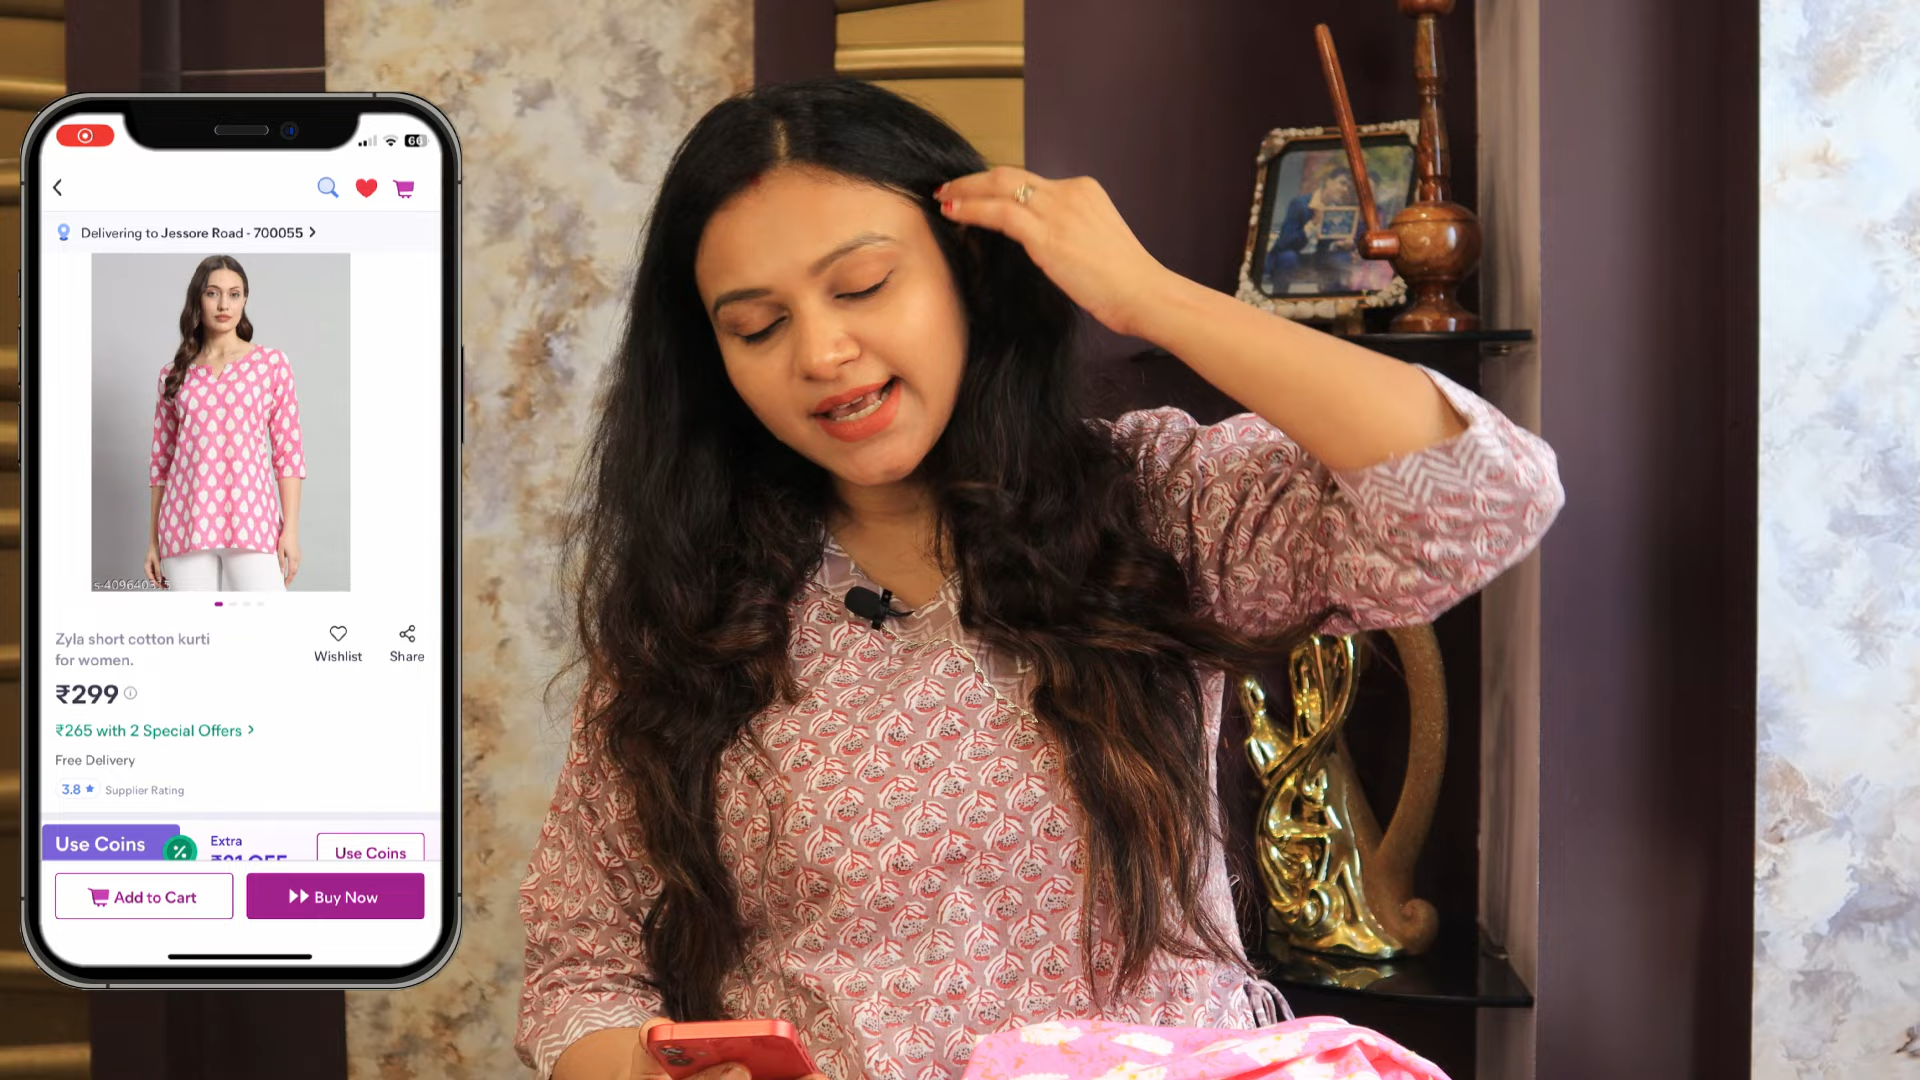 66
Delivering to Jessore Road - 700055
Zyla short cotton kurti
for women.
Wishlist
Share
₹299
₹265 with 2 Special Offers
Free Delivery
3.8 ★ Supplier Rating
Use Coins
%
Extra
Use Coins
Add to Cart
Buy Now